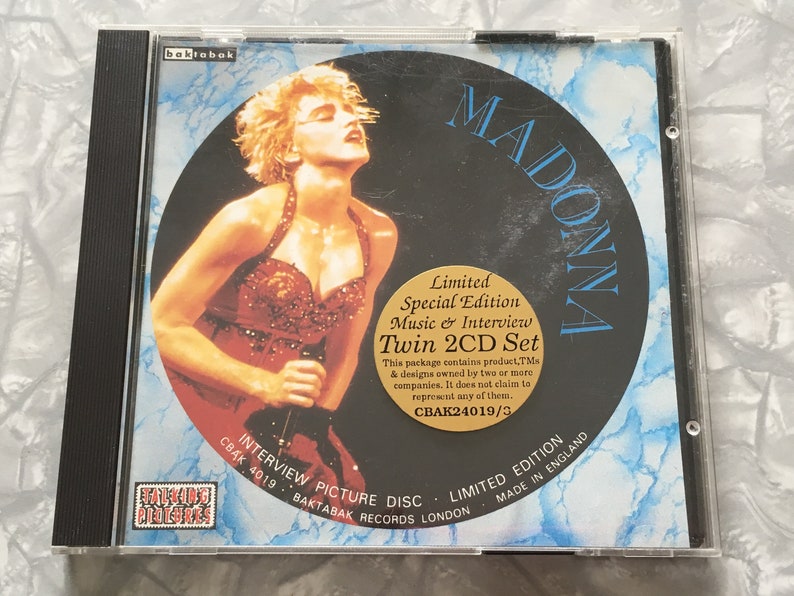 baktabak
MADONNA
Limited
Special Edition
Music & Interview
Twin 2CD Set
This package contains product,TMs
& designs owned by two or more
companies. It does not claim to
represent any of them.
CBAK24019/3
INTERVIEW PICTURE DISC · LIMITED EDITION
CBAK 4019 · BAKTABAK RECORDS LONDON · MADE IN ENGLAND
TALKING
PICTURES